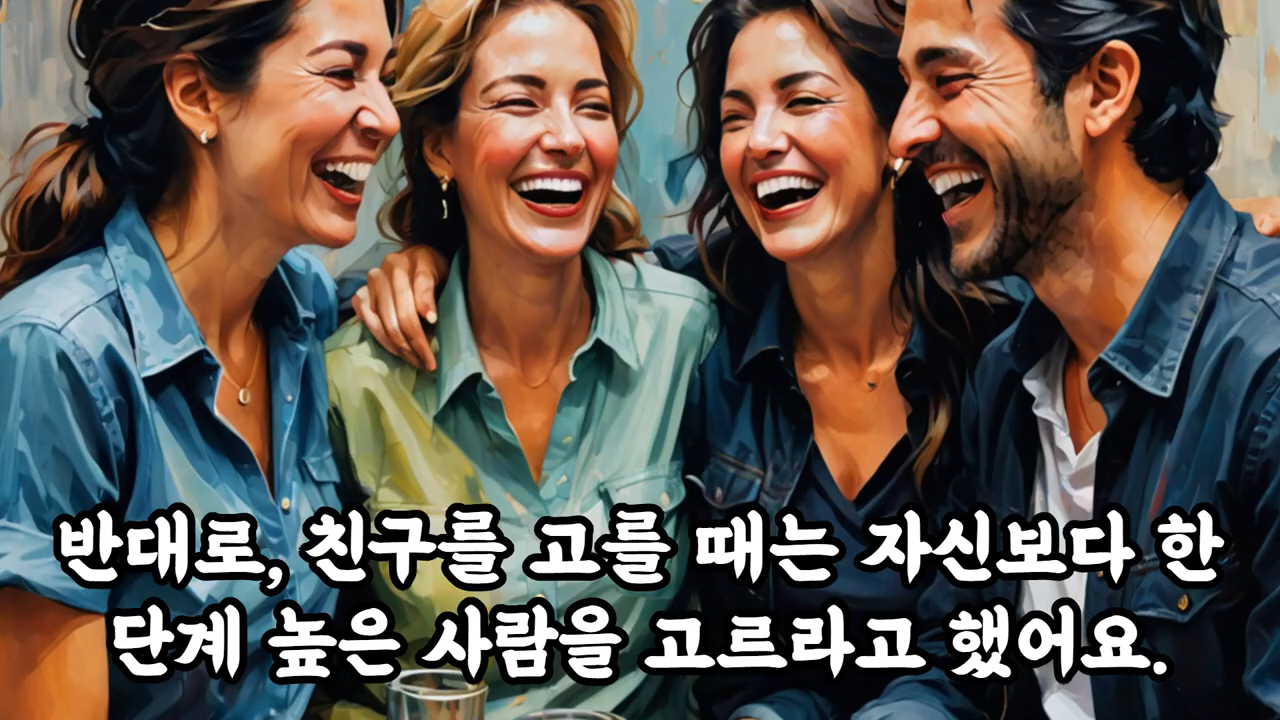 반대로, 친구를 고를 때는 자신보다 한
단계 높은 사람을 고르라고 했어요.